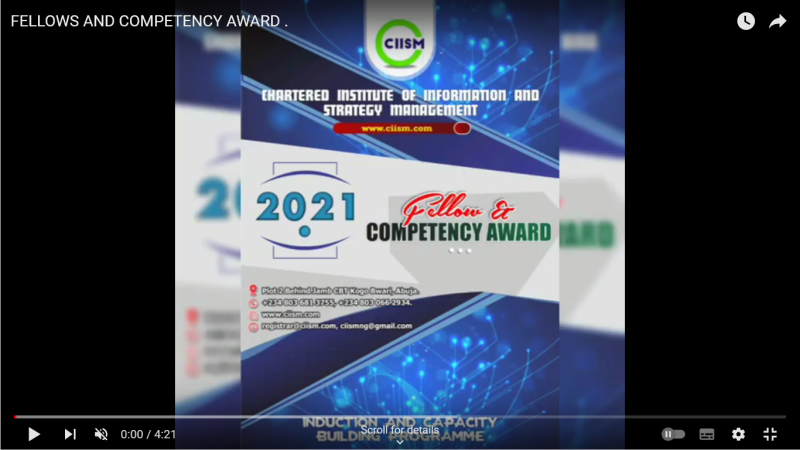 FELLOWS AND COMPETENCY AWARD .
CIISM
CHARTERED INSTITUTE OF INFORMATION AND
STRATEGY MANAGEMENT
www.ciism.com
2021
Fellow &
COMPETENCY AWARD
Plot 2 Behind Jamb CBT Kogo Bwari, Abuja.
+234 803 681 3755, +234 803 066 2934.
www.ciism.com
registrar@ciism.com, ciismng@gmail.com
INDUCTION AND CAPACITY
Scroll for details
BUILDING PROGRAMME
0:00 / 4:21